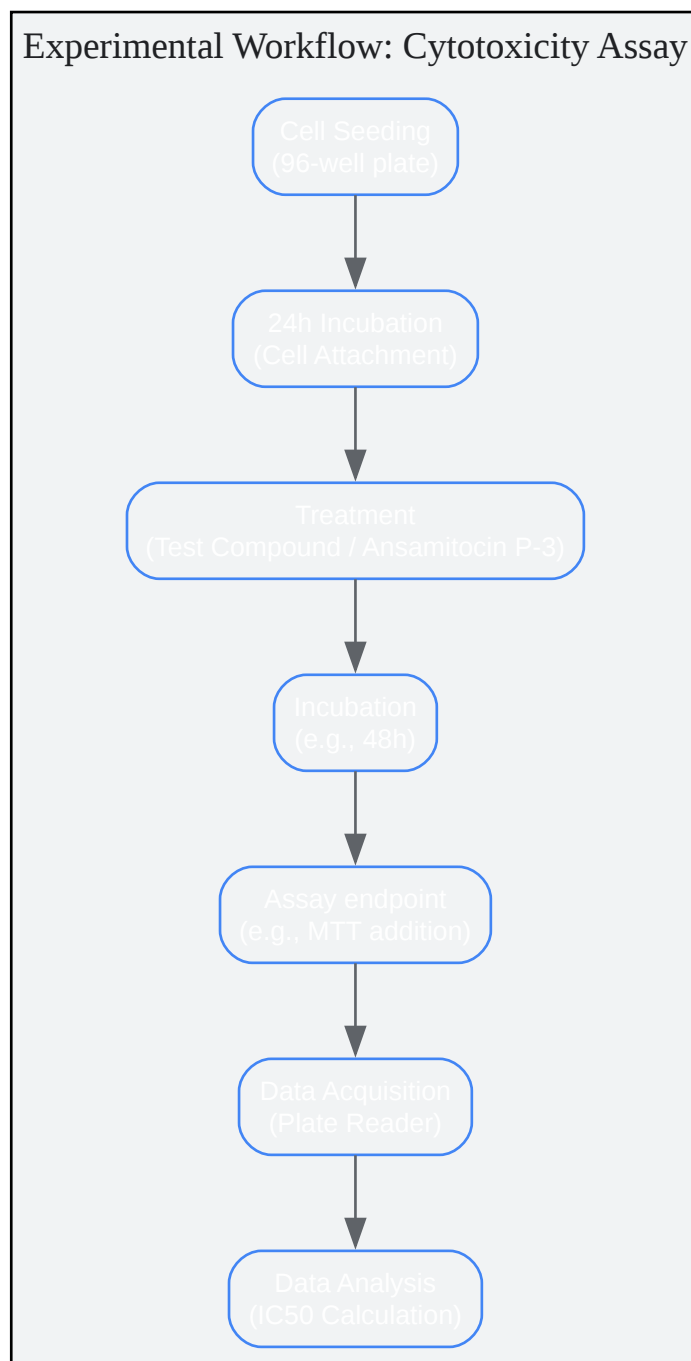 Experimental Workflow: Cytotoxicity Assay
Cell Seeding
(96-well plate)
24h Incubation
(Cell Attachment)
Treatment
(Test Compound / Ansamitocin P-3)
Incubation
(e.g., 48h)
Assay endpoint
(e.g., MTT addition)
Data Acquisition
(Plate Reader)
Data Analysis
(IC50 Calculation)